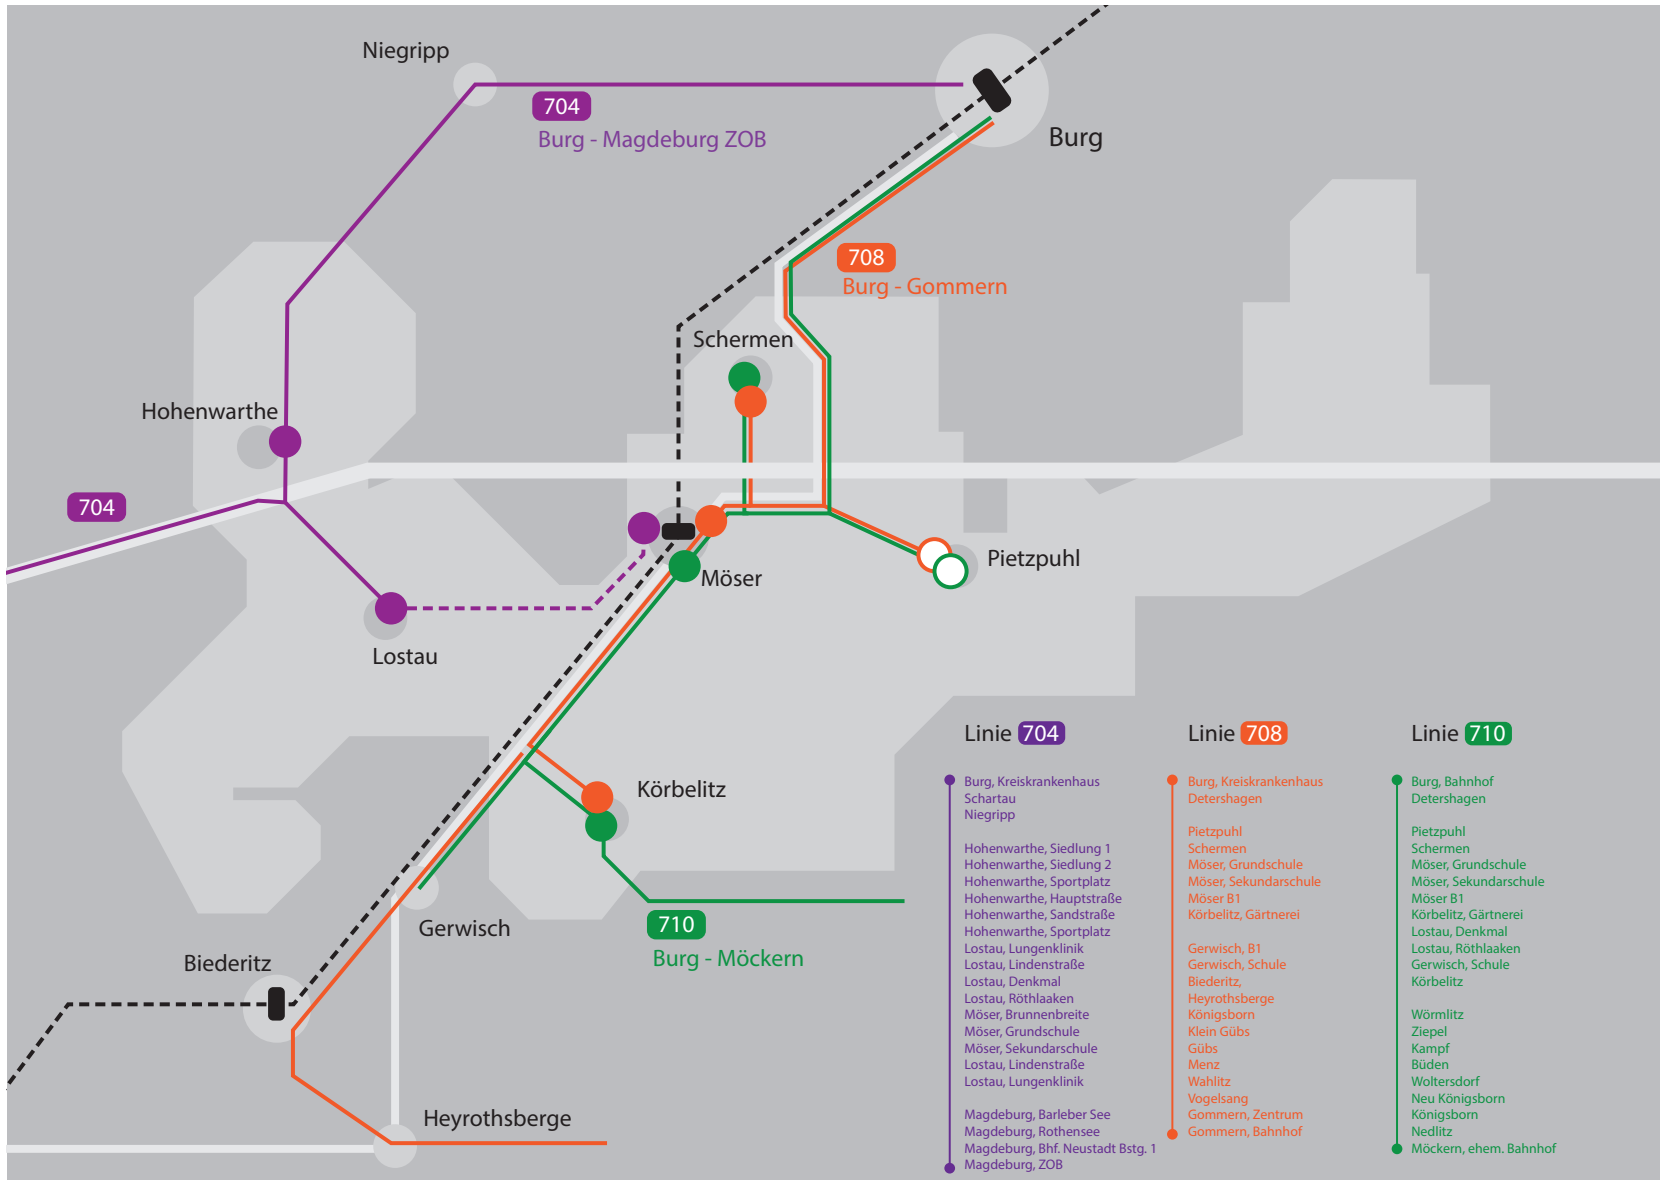 Niegripp
704
Burg - Magdeburg ZOB
Burg
708
Burg - Gommern
Schermen
Hohenwarthe
704
Pietzpuhl
Möser
Lostau
Körbelitz
Gerwisch
710
Burg - Möckern
Biederitz
Heyrothsberge
Linie 704
Burg, Kreiskrankenhaus
Schartau
Niegripp
Hohenwarthe, Siedlung 1
Hohenwarthe, Siedlung 2
Hohenwarthe, Sportplatz
Hohenwarthe, Hauptstraße
Hohenwarthe, Sandstraße
Hohenwarthe, Sportplatz
Lostau, Lungenklinik
Lostau, Lindenstraße
Lostau, Denkmal
Lostau, Röthlaaken
Möser, Brunnenbreite
Möser, Grundschule
Möser, Sekundarschule
Lostau, Lindenstraße
Lostau, Lungenklinik
Magdeburg, Barleber See
Magdeburg, Rothensee
Magdeburg, Bhf. Neustadt Bstg. 1
Magdeburg, ZOB
Linie 708
Burg, Kreiskrankenhaus
Detershagen
Pietzpuhl
Schermen
Möser, Grundschule
Möser, Sekundarschule
Möser B1
Körbelitz, Gärtnerei
Gerwisch, B1
Gerwisch, Schule
Biederitz,
Heyrothsberge
Königsborn
Klein Gübs
Gübs
Menz
Wahlitz
Vogelsang
Gommern, Zentrum
Gommern, Bahnhof
Linie 710
Burg, Bahnhof
Detershagen
Pietzpuhl
Schermen
Möser, Grundschule
Möser, Sekundarschule
Möser B1
Körbelitz, Gärtnerei
Lostau, Denkmal
Lostau, Röthlaaken
Gerwisch, Schule
Körbelitz
Wörmlitz
Ziepel
Kampf
Büden
Woltersdorf
Neu Königsborn
Königsborn
Nedlitz
Möckern, ehem. Bahnhof